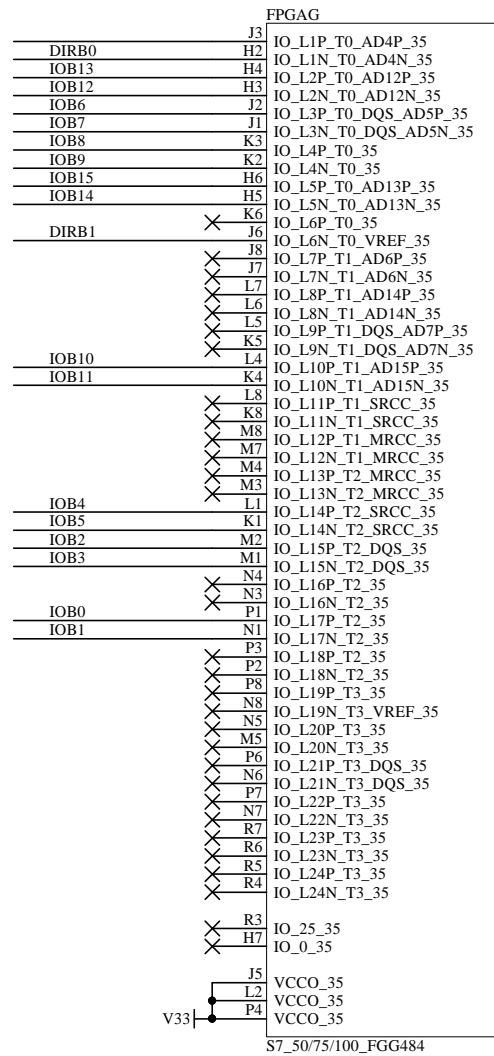 FPGAG
J3 IO_L1P_T0_AD4P_35
DIRB0 H2 IO_L1N_T0_AD4N_35
IOB13 H4 IO_L2P_T0_AD12P_35
IOB12 H3 IO_L2N_T0_AD12N_35
IOB6 J2 IO_L3P_T0_DQS_AD5P_35
IOB7 J1 IO_L3N_T0_DQS_AD5N_35
IOB8 K3 IO_L4P_T0_35
IOB9 K2 IO_L4N_T0_35
IOB15 H6 IO_L5P_T0_AD13P_35
IOB14 H5 IO_L5N_T0_AD13N_35
K6 IO_L6P_T0_35
DIRB1 J6 IO_L6N_T0_VREF_35
J8 IO_L7P_T1_AD6P_35
J7 IO_L7N_T1_AD6N_35
L7 IO_L8P_T1_AD14P_35
L6 IO_L8N_T1_AD14N_35
L5 IO_L9P_T1_DQS_AD7P_35
K5 IO_L9N_T1_DQS_AD7N_35
IOB10 L4 IO_L10P_T1_AD15P_35
IOB11 K4 IO_L10N_T1_AD15N_35
L8 IO_L11P_T1_SRCC_35
K8 IO_L11N_T1_SRCC_35
M8 IO_L12P_T1_MRCC_35
M7 IO_L12N_T1_MRCC_35
M4 IO_L13P_T2_MRCC_35
M3 IO_L13N_T2_MRCC_35
IOB4 L1 IO_L14P_T2_SRCC_35
IOB5 K1 IO_L14N_T2_SRCC_35
IOB2 M2 IO_L15P_T2_DQS_35
IOB3 M1 IO_L15N_T2_DQS_35
N4 IO_L16P_T2_35
N3 IO_L16N_T2_35
IOB0 P1 IO_L17P_T2_35
IOB1 N1 IO_L17N_T2_35
P3 IO_L18P_T2_35
P2 IO_L18N_T2_35
P8 IO_L19P_T3_35
N8 IO_L19N_T3_VREF_35
N5 IO_L20P_T3_35
M5 IO_L20N_T3_35
P6 IO_L21P_T3_DQS_35
N6 IO_L21N_T3_DQS_35
P7 IO_L22P_T3_35
N7 IO_L22N_T3_35
R7 IO_L23P_T3_35
R6 IO_L23N_T3_35
R5 IO_L24P_T3_35
R4 IO_L24N_T3_35
R3 IO_25_35
H7 IO_0_35
J5 VCCO_35
L2 VCCO_35
V33 P4 VCCO_35
S7_50/75/100_FGG484